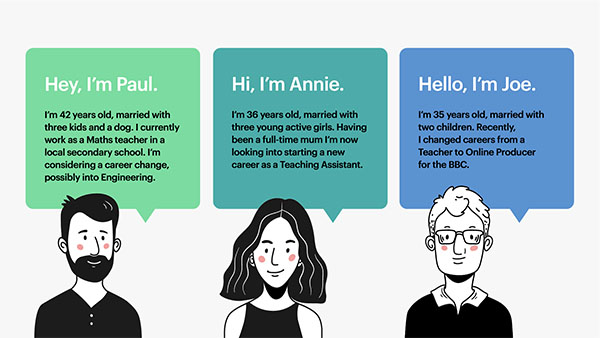 Hey, I'm Paul.
I'm 42 years old, married with
three kids and a dog. I currently
work as a Maths teacher in a
local secondary school. I'm
considering a career change,
possibly into Engineering.
Hi, I'm Annie.
I'm 36 years old, married with
three young active girls. Having
been a full-time mum I'm now
looking into starting a new
career as a Teaching Assistant.
Hello, I'm Joe.
I'm 35 years old, married with
two children. Recently,
I changed careers from a
Teacher to Online Producer
for the BBC.